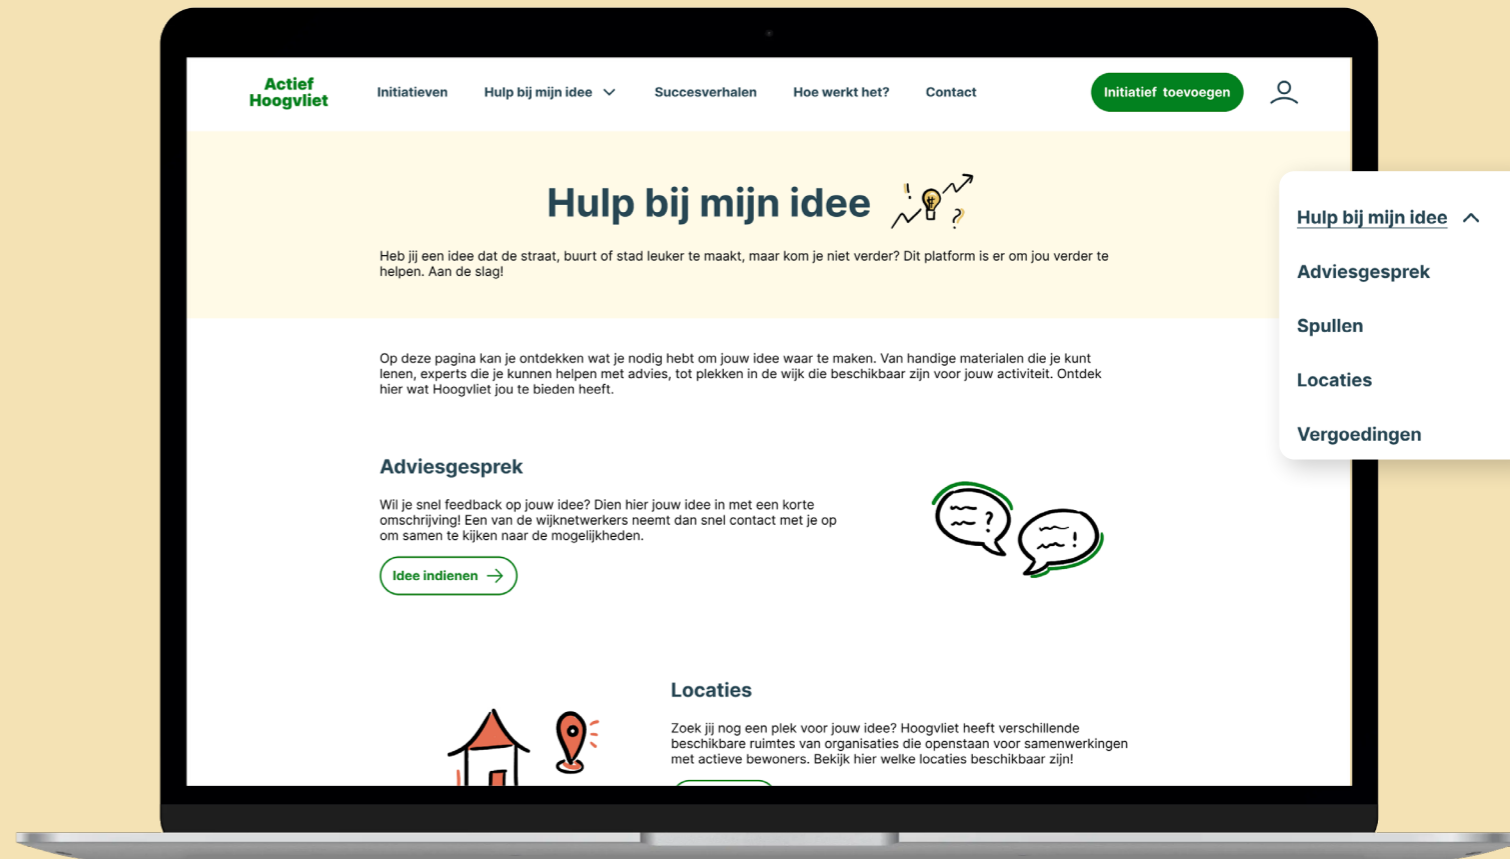 Actief
Hoogvliet
Initiatieven
Hulp bij mijn idee
Succesverhalen
Hoe werkt het?
Contact
Initiatief toevoegen
Hulp bij mijn idee
Heb jij een idee dat de straat, buurt of stad leuker te maakt, maar kom je niet verder? Dit platform is er om jou verder te
helpen. Aan de slag!
Op deze pagina kan je ontdekken wat je nodig hebt om jouw idee waar te maken. Van handige materialen die je kunt
lenen, experts die je kunnen helpen met advies, tot plekken in de wijk die beschikbaar zijn voor jouw activiteit. Ontdek
hier wat Hoogvliet jou te bieden heeft.
Adviesgesprek
Wil je snel feedback op jouw idee? Dien hier jouw idee in met een korte
omschrijving! Een van de wijknetwerkers neemt dan snel contact met je op
om samen te kijken naar de mogelijkheden.
Idee indienen
Locaties
Zoek jij nog een plek voor jouw idee? Hoogvliet heeft verschillende
beschikbare ruimtes van organisaties die openstaan voor samenwerkingen
met actieve bewoners. Bekijk hier welke locaties beschikbaar zijn!
Hulp bij mijn idee
Adviesgesprek
Spullen
Locaties
Vergoedingen